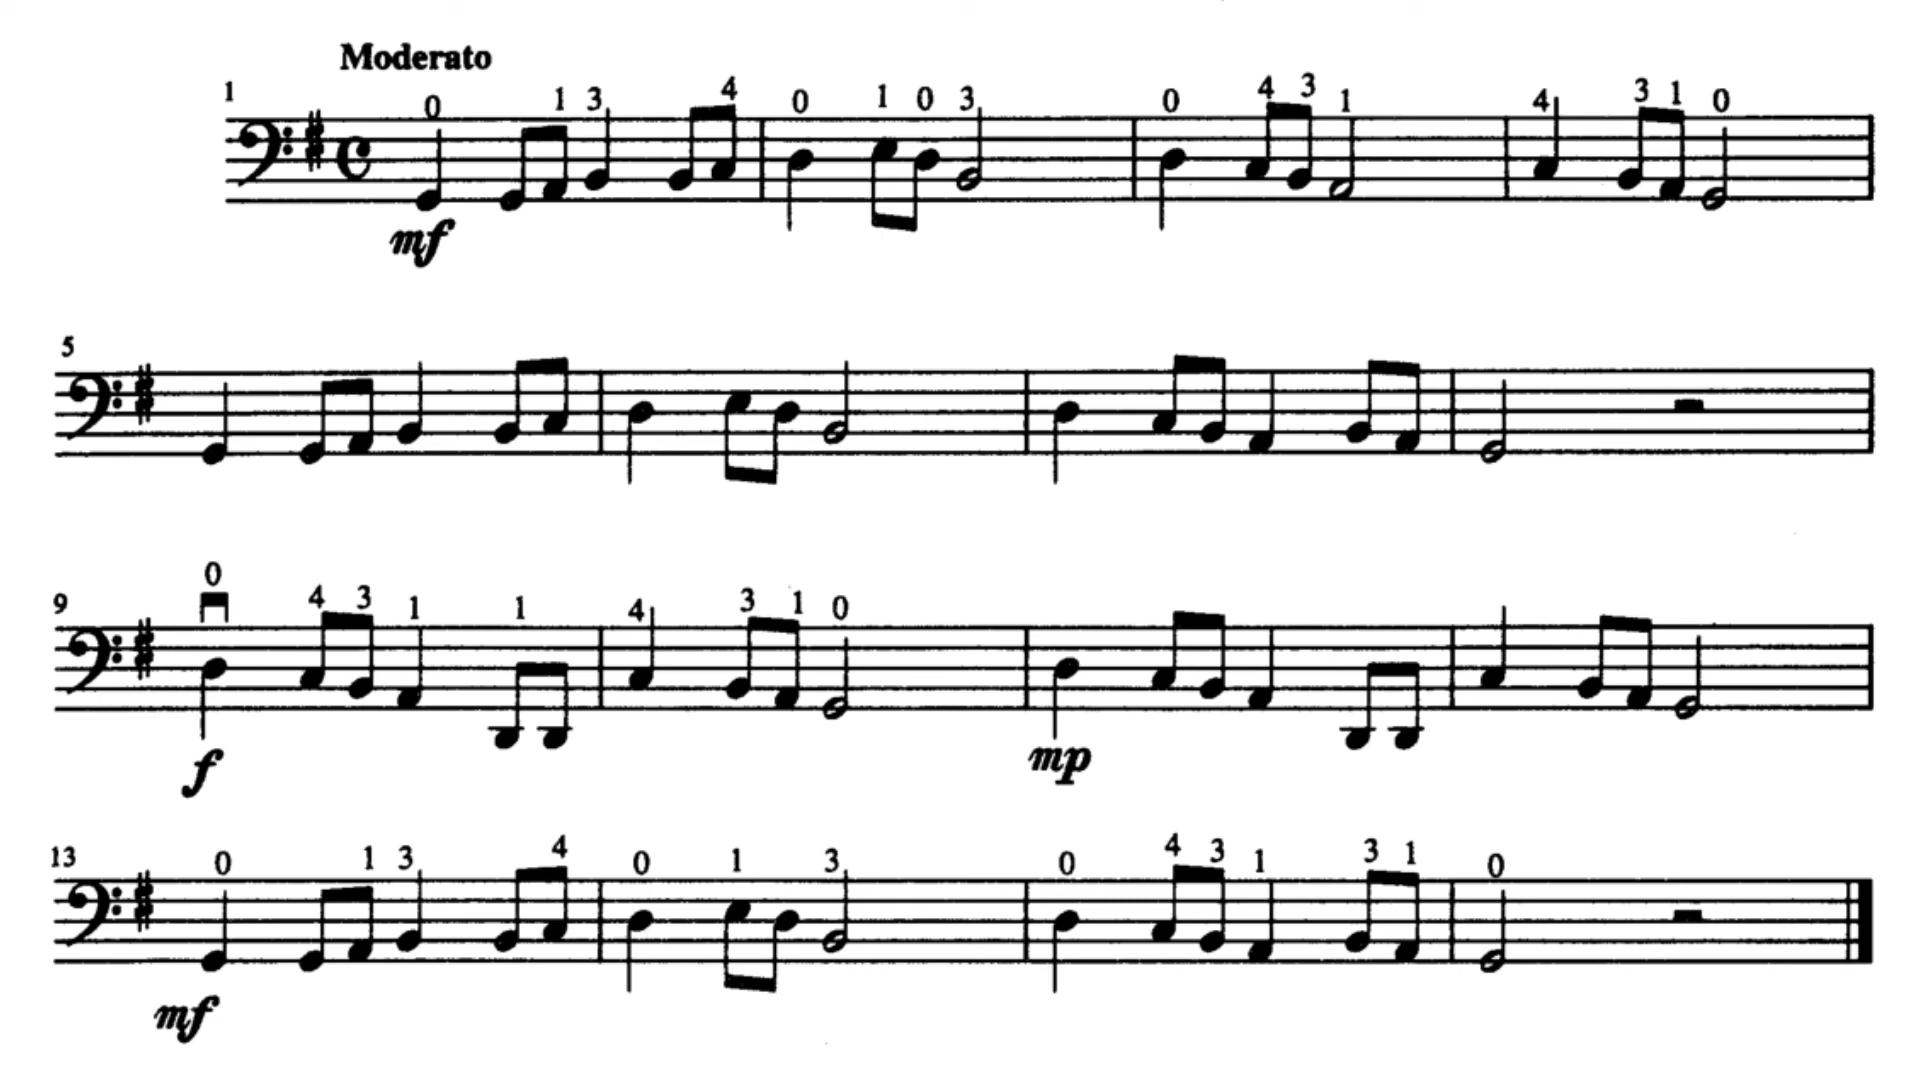 Moderato
1 0 1 3 4 0 1 0 3 0 4 3 1 4 3 1 0
mf
5
0
9 4 3 1 1 4 3 1 0
f mp
13 0 1 3 4 0 1 3 0 4 3 1 3 1 0
mf